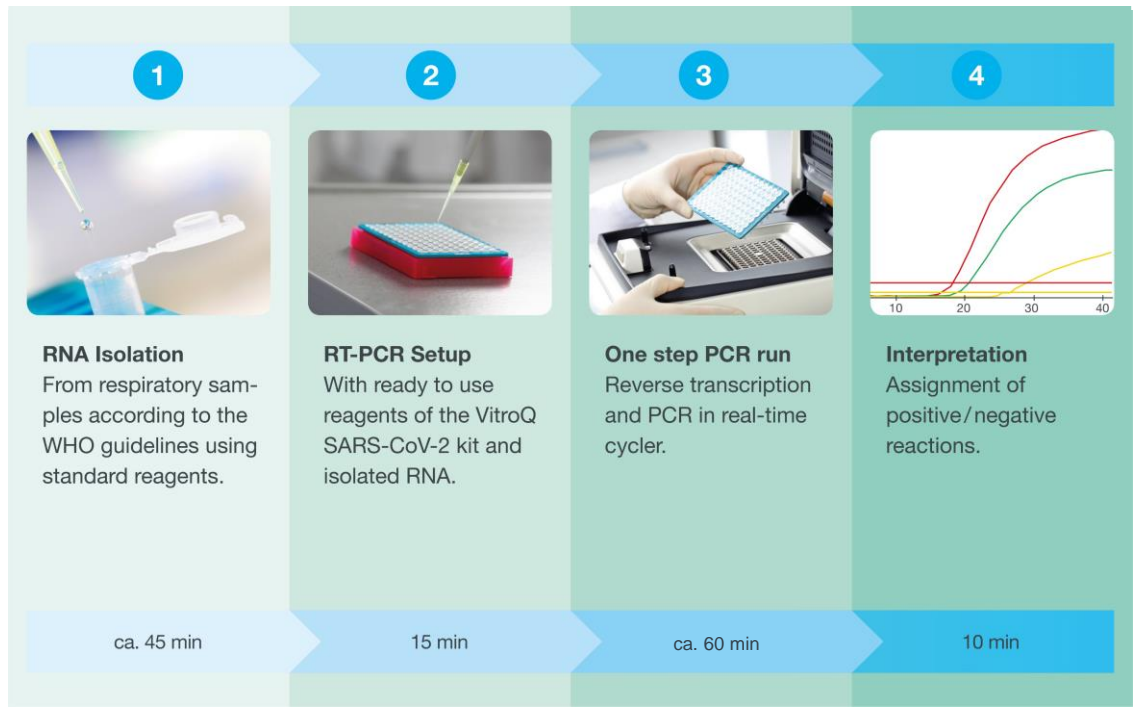 1
2
3
4
10 20 30 40
RNA Isolation
From respiratory sam-
ples according to the
WHO guidelines using
standard reagents.
RT-PCR Setup
With ready to use
reagents of the VitroQ
SARS-CoV-2 kit and
isolated RNA.
One step PCR run
Reverse transcription
and PCR in real-time
cycler.
Interpretation
Assignment of
positive/negative
reactions.
ca. 45 min
15 min
ca. 60 min
10 min